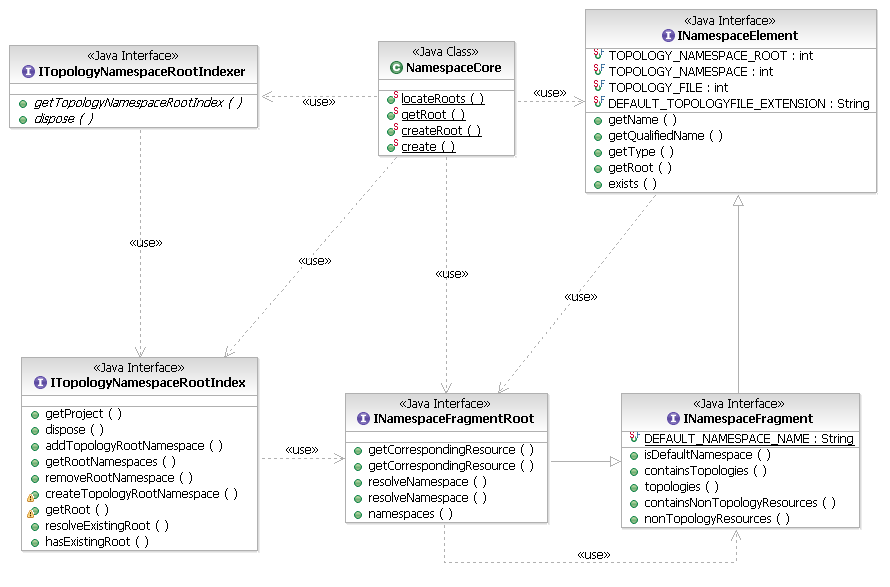 «Java Interface»
ITopologyNamespaceRootIndexer
getTopologyNamespaceRootIndex ( )
dispose ( )
«Java Class»
NamespaceCore
locateRoots ( )
getRoot ( )
createRoot ( )
create ( )
«Java Interface»
INamespaceElement
TOPOLOGY_NAMESPACE_ROOT : int
TOPOLOGY_NAMESPACE : int
TOPOLOGY_FILE : int
DEFAULT_TOPOLOGYFILE_EXTENSION : String
getName ( )
getQualifiedName ( )
getType ( )
getRoot ( )
exists ( )
«use»
«use»
«use»
«use»
«use»
«use»
«Java Interface»
ITopologyNamespaceRootIndex
getProject ( )
dispose ( )
addTopologyRootNamespace ( )
getRootNamespaces ( )
removeRootNamespace ( )
createTopologyRootNamespace ( )
getRoot ( )
resolveExistingRoot ( )
hasExistingRoot ( )
«use»
«Java Interface»
INamespaceFragmentRoot
getCorrespondingResource ( )
getCorrespondingResource ( )
resolveNamespace ( )
resolveNamespace ( )
namespaces ( )
«Java Interface»
INamespaceFragment
DEFAULT_NAMESPACE_NAME : String
isDefaultNamespace ( )
containsTopologies ( )
topologies ( )
containsNonTopologyResources ( )
nonTopologyResources ( )
«use»